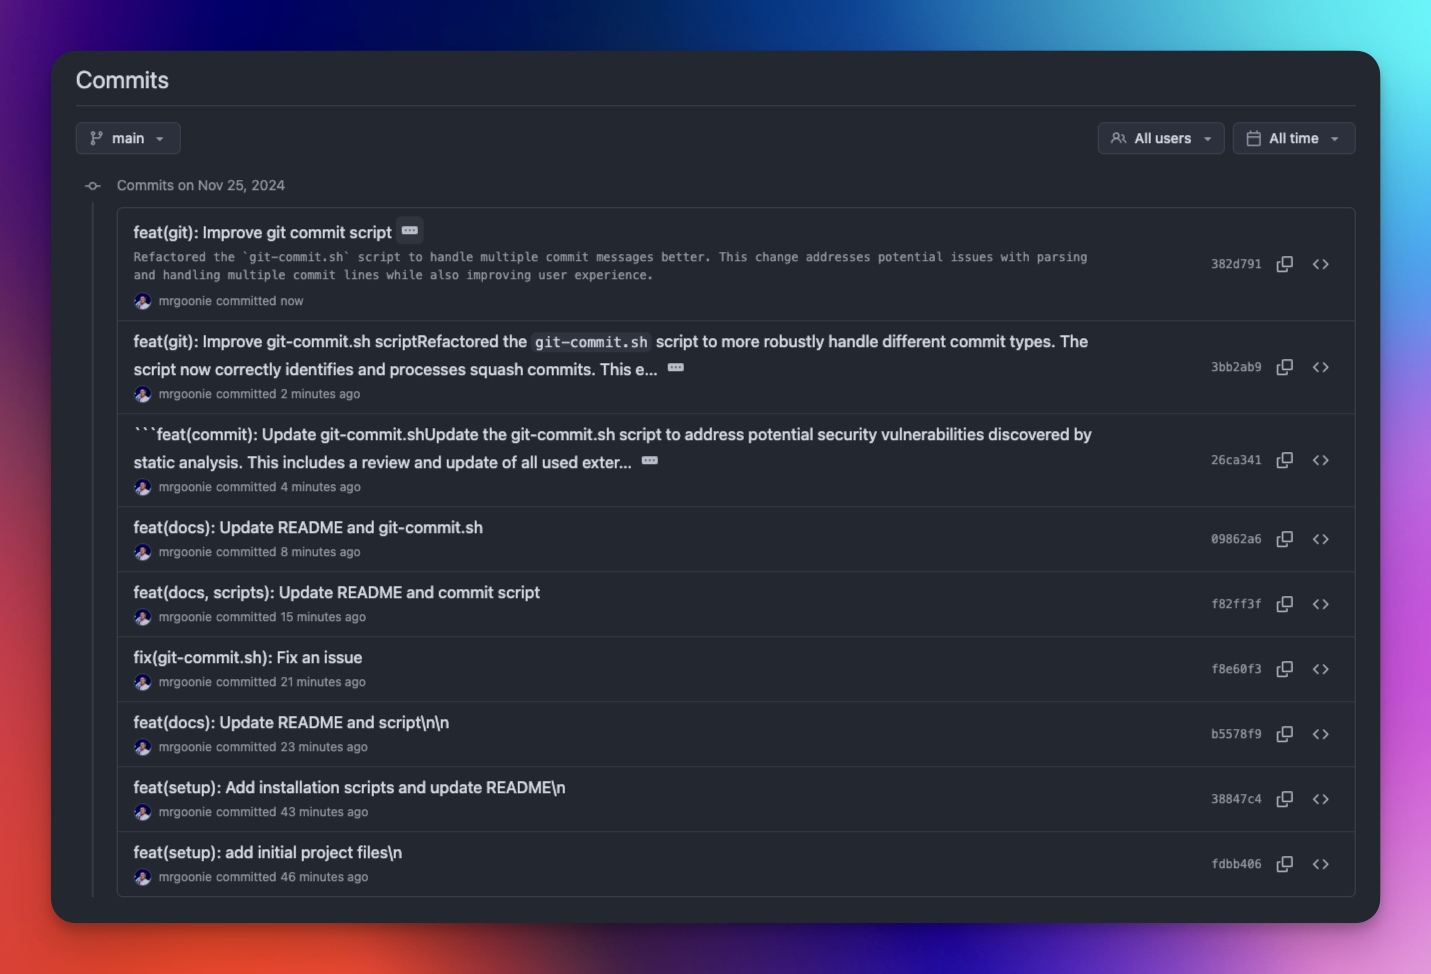 Commits
main
All users
All time
Commits on Nov 25, 2024
feat(git): Improve git commit script
Refactored the `git-commit.sh` script to handle multiple commit messages better. This change addresses potential issues with parsing
and handling multiple commit lines while also improving user experience.
382d791
mrgoonie committed now
feat(git): Improve git-commit.sh scriptRefactored the git-commit.sh script to more robustly handle different commit types. The
script now correctly identifies and processes squash commits. This e...
3bb2ab9
mrgoonie committed 2 minutes ago
```feat(commit): Update git-commit.shUpdate the git-commit.sh script to address potential security vulnerabilities discovered by
static analysis. This includes a review and update of all used exter...
26ca341
mrgoonie committed 4 minutes ago
feat(docs): Update README and git-commit.sh
09862a6
mrgoonie committed 8 minutes ago
feat(docs, scripts): Update README and commit script
f82ff3f
mrgoonie committed 15 minutes ago
fix(git-commit.sh): Fix an issue
f8e60f3
mrgoonie committed 21 minutes ago
feat(docs): Update README and script\n\n
b5578f9
mrgoonie committed 23 minutes ago
feat(setup): Add installation scripts and update README\n
38847c4
mrgoonie committed 43 minutes ago
feat(setup): add initial project files\n
fdbb406
mrgoonie committed 46 minutes ago